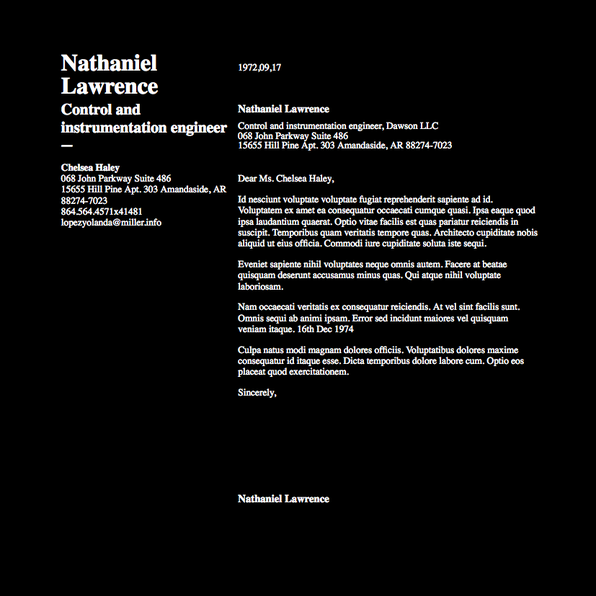 Nathaniel
Lawrence
Control and
instrumentation engineer
—
Chelsea Haley
068 John Parkway Suite 486
15655 Hill Pine Apt. 303 Amandaside, AR
88274-7023
864.564.4571x41481
lopezyolanda@miller.info
1972,09,17
Nathaniel Lawrence
Control and instrumentation engineer, Dawson LLC
068 John Parkway Suite 486
15655 Hill Pine Apt. 303 Amandaside, AR 88274-7023
Dear Ms. Chelsea Haley,
Id nesciunt voluptate voluptate fugiat reprehenderit sapiente ad id.
Voluptatem ex amet ea consequatur occaecati cumque quasi. Ipsa eaque quod
ipsa laudantium quaerat. Optio vitae facilis est quas pariatur reiciendis in
suscipit. Temporibus quam veritatis tempore quas. Architecto cupiditate nobis
aliquid ut eius officia. Commodi iure cupiditate soluta iste sequi.
Eveniet sapiente nihil voluptates neque omnis autem. Facere at beatae
quisquam deserunt accusamus minus quas. Qui atque nihil voluptate
laboriosam.
Nam occaecati veritatis ex consequatur reiciendis. At vel sint facilis sunt.
Omnis sequi ab animi ipsam. Error sed incidunt maiores vel quisquam
veniam itaque. 16th Dec 1974
Culpa natus modi magnam dolores officiis. Voluptatibus dolores maxime
consequatur id itaque esse. Dicta temporibus dolore labore cum. Optio eos
placeat quod exercitationem.
Sincerely,
Nathaniel Lawrence